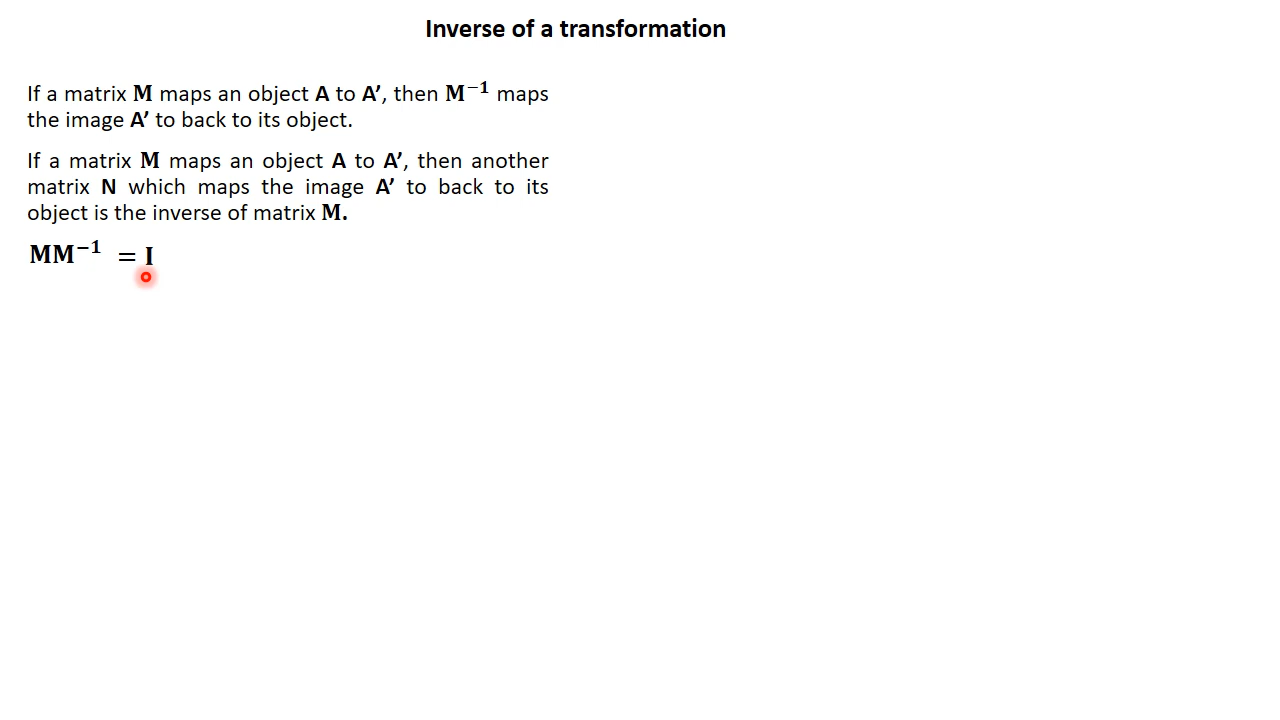 Inverse of a transformation
If a matrix M maps an object A to A′, then M⁻¹ maps
the image A′ to back to its object.
If a matrix M maps an object A to A′, then another
matrix N which maps the image A′ to back to its
object is the inverse of matrix M.
MM⁻¹ = I